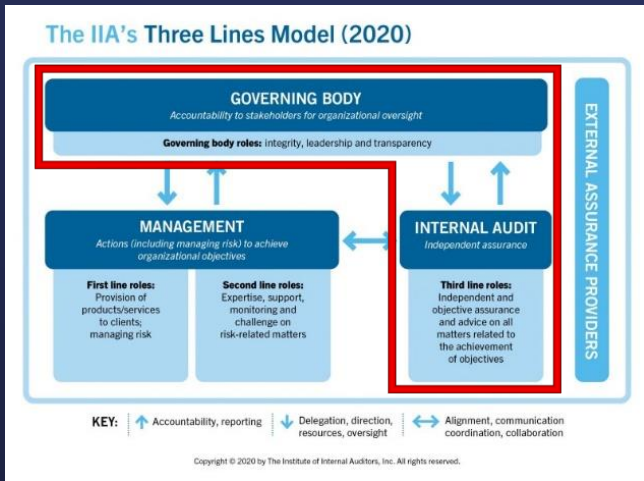 The IIA's Three Lines Model (2020)
GOVERNING BODY
Accountability to stakeholders for organizational oversight
Governing body roles: integrity, leadership and transparency
MANAGEMENT
Actions (including managing risk) to achieve
organizational objectives
First line roles:
Provision of
products/services
to clients;
managing risk
Second line roles:
Expertise, support,
monitoring and
challenge on
risk-related matters
INTERNAL AUDIT
Independent assurance
Third line roles:
Independent and
objective assurance
and advice on all
matters related to
the achievement
of objectives
EXTERNAL ASSURANCE PROVIDERS
KEY:
Accountability, reporting
Delegation, direction,
resources, oversight
Alignment, communication
coordination, collaboration
Copyright © 2020 by The Institute of Internal Auditors, Inc. All rights reserved.